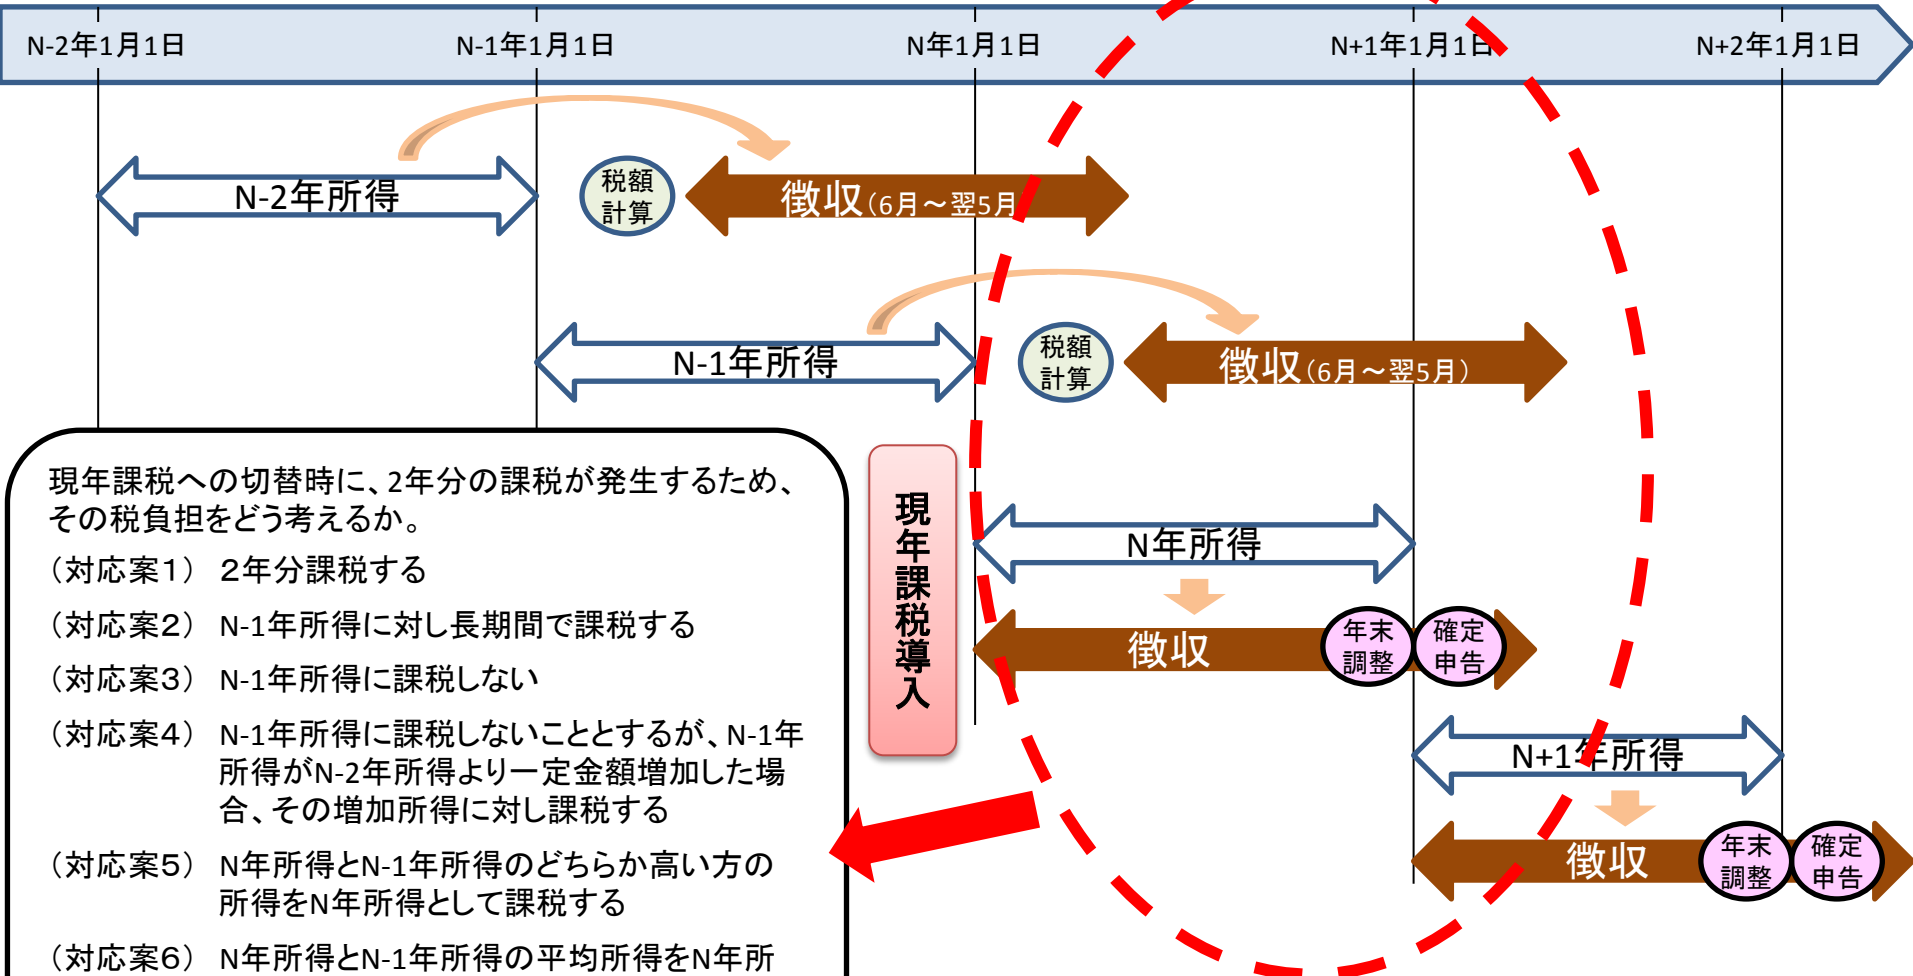 N-2年1月1日
N-1年1月1日
N年1月1日
N+1年1月1日
N+2年1月1日
N-2年所得
税額
計算
徴収(6月～翌5月
N-1年所得
税額
計算
徴収(6月～翌5月)
現年課税導入
N年所得
徴収
年末
調整
確定
申告
N+1年所得
徴収
年末
調整
確定
申告
現年課税への切替時に、2年分の課税が発生するため、
その税負担をどう考えるか。
(対応案1) 2年分課税する
(対応案2) N-1年所得に対し長期間で課税する
(対応案3) N-1年所得に課税しない
(対応案4) N-1年所得に課税しないこととするが、N-1年
所得がN-2年所得より一定金額増加した場
合、その増加所得に対し課税する
(対応案5) N年所得とN-1年所得のどちらか高い方の
所得をN年所得として課税する
(対応案6) N年所得とN-1年所得の平均所得をN年所